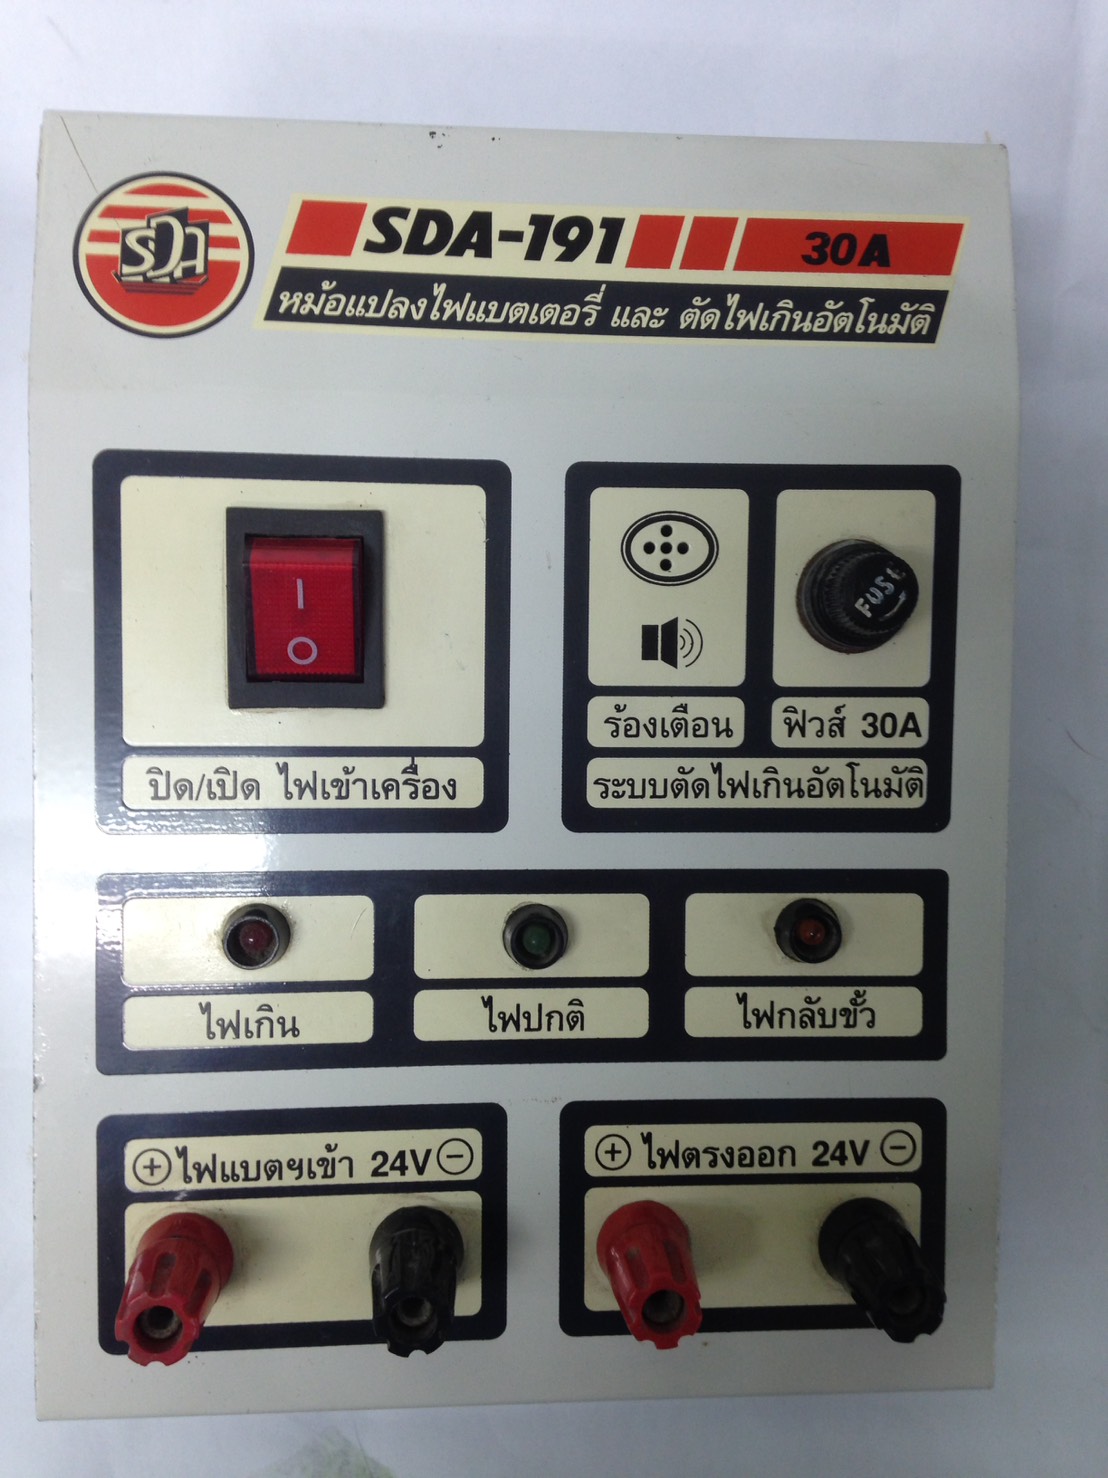 SDA
SDA-191 30A
หม้อแปลงไฟแบตเตอรี่ และ ตัดไฟเกินอัตโนมัติ
I
O
FUSE
ร้องเตือน
ฟิวส์ 30A
ปิด/เปิด ไฟเข้าเครื่อง
ระบบตัดไฟเกินอัตโนมัติ
ไฟเกิน
ไฟปกติ
ไฟกลับขั้ว
+ ไฟแบตฯเข้า 24V -
+ ไฟตรงออก 24V -